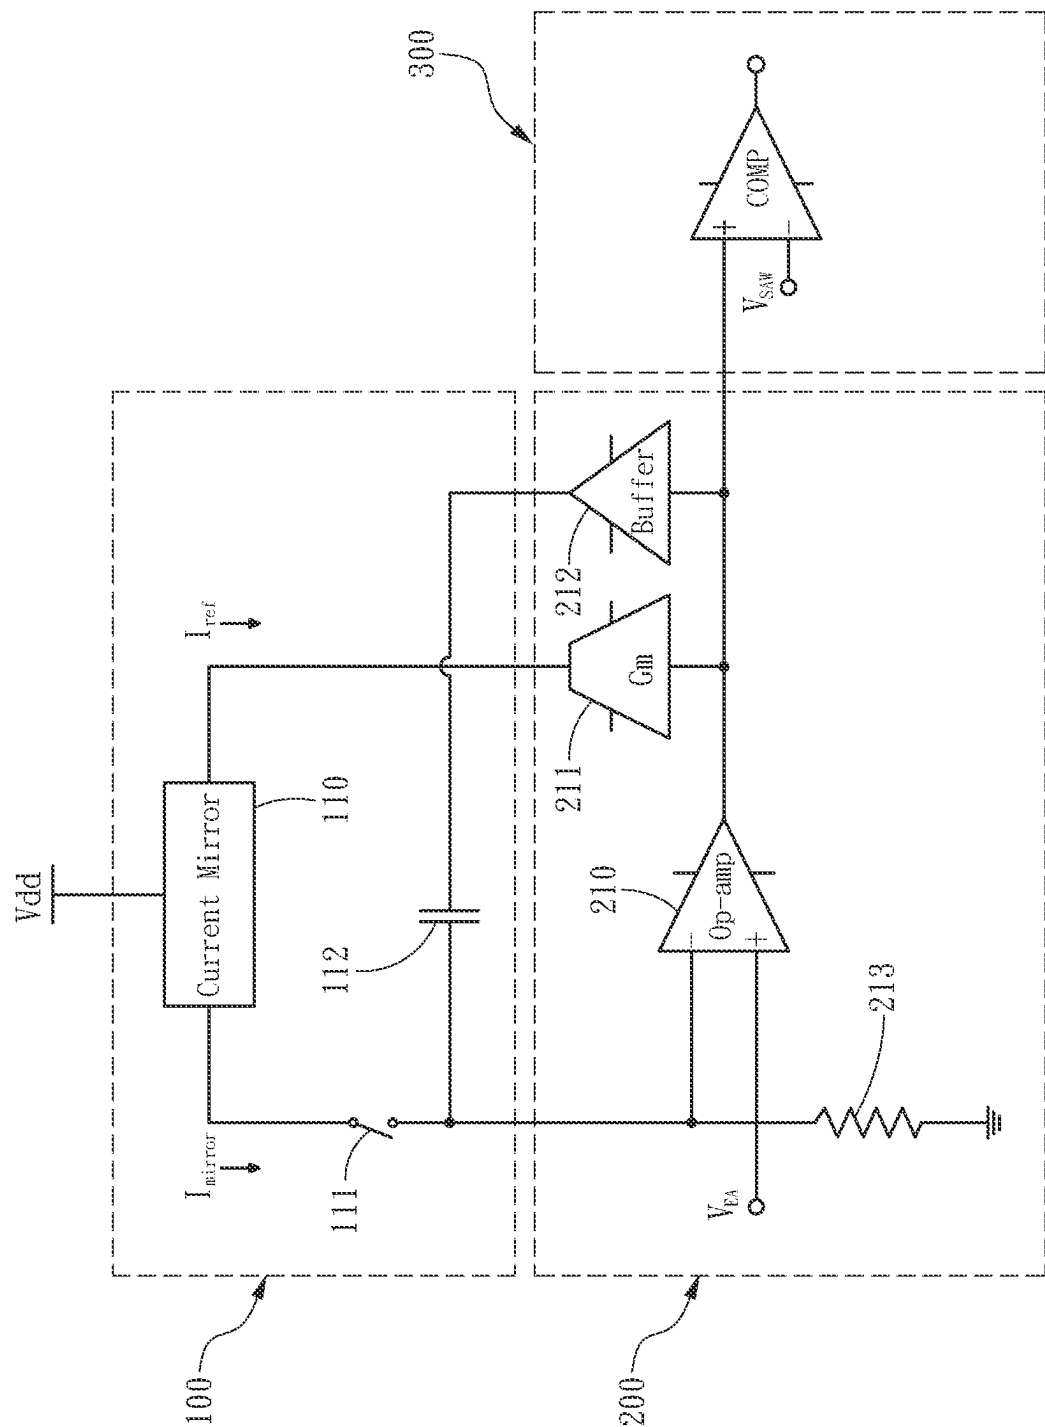 Vdd
Current Mirror
110
I_ref
I_mirror
111
112
100
300
COMP
+
-
V_SAW
Buffer
212
Gm
211
Op-amp
-
+
210
213
V_EA
200